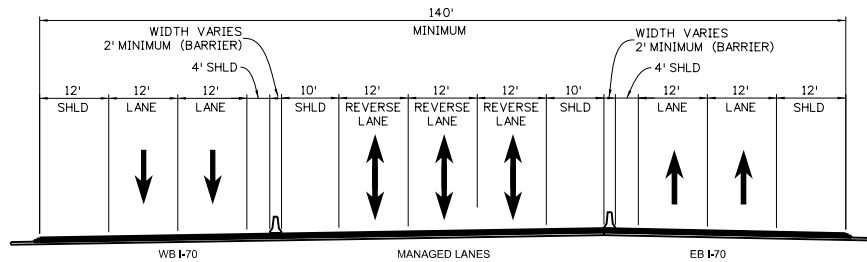 140'
MINIMUM
WIDTH VARIES
2' MINIMUM (BARRIER)
4' SHLD
WIDTH VARIES
2' MINIMUM (BARRIER)
4' SHLD
12'
SHLD
12'
LANE
12'
LANE
10'
SHLD
12'
REVERSE
LANE
12'
REVERSE
LANE
12'
REVERSE
LANE
10'
SHLD
12'
LANE
12'
LANE
12'
SHLD
WB I-70
MANAGED LANES
EB I-70